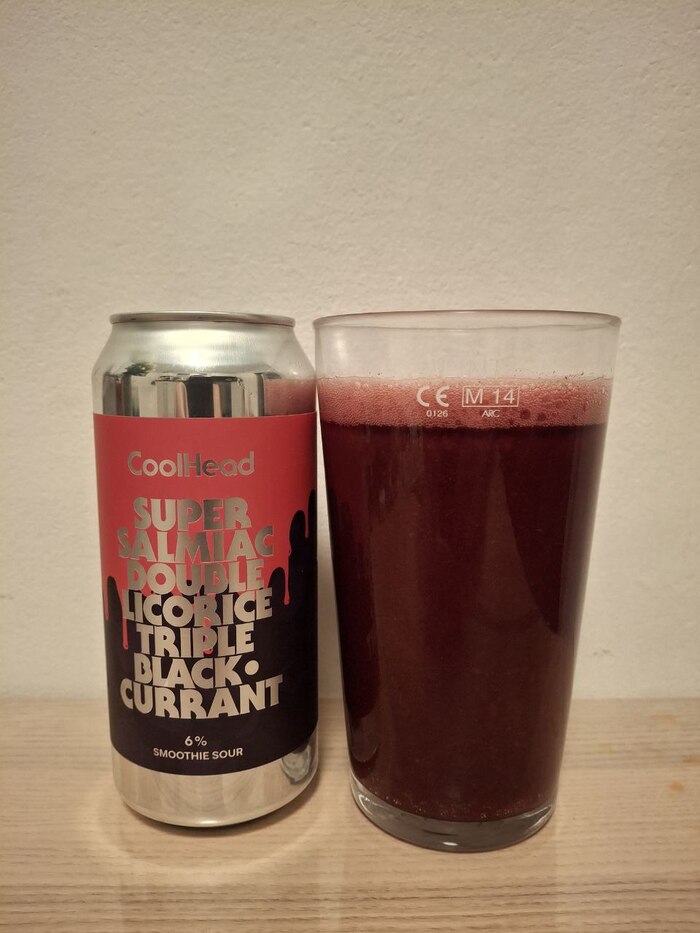 CoolHead
SUPER
SALMIAC
DOUBLE
LICORICE
TRIPLE
BLACK•
CURRANT
6%
SMOOTHIE SOUR
CE M 14
0126 ARC